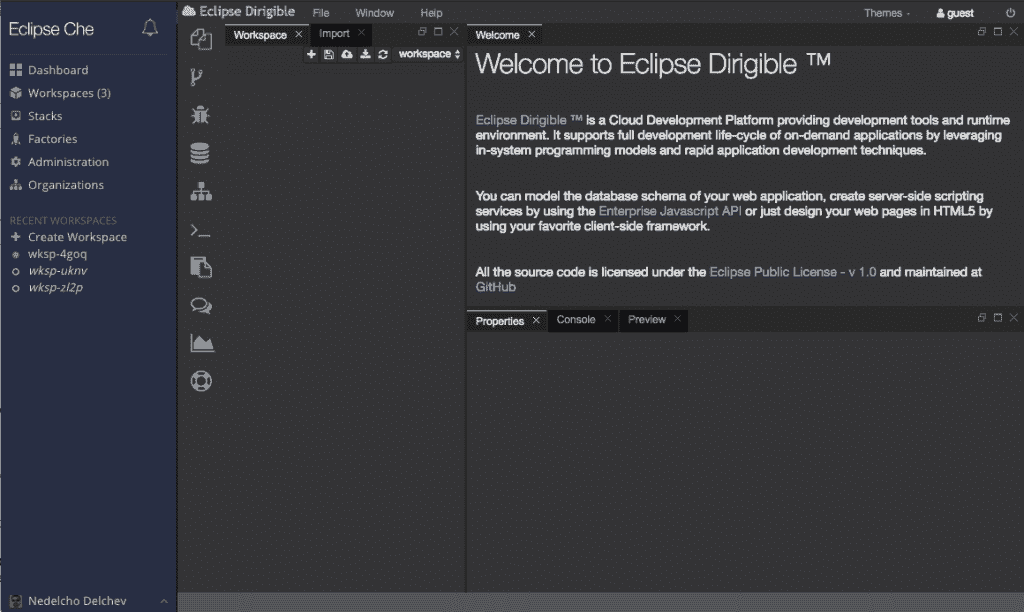 Eclipse Che
Dashboard
Workspaces (3)
Stacks
Factories
Administration
Organizations
RECENT WORKSPACES
+ Create Workspace
wksp-4goq
wksp-uknv
wksp-zl2p
Nedelcho Delchev
Eclipse Dirigible File Window Help
Themes guest
Workspace × Import ×
workspace
Welcome ×
Welcome to Eclipse Dirigible ™
Eclipse Dirigible ™ is a Cloud Development Platform providing development tools and runtime
environment. It supports full development life-cycle of on-demand applications by leveraging
in-system programming models and rapid application development techniques.
You can model the database schema of your web application, create server-side scripting
services by using the Enterprise Javascript API or just design your web pages in HTML5 by
using your favorite client-side framework.
All the source code is licensed under the Eclipse Public License - v 1.0 and maintained at
GitHub
Properties × Console × Preview ×